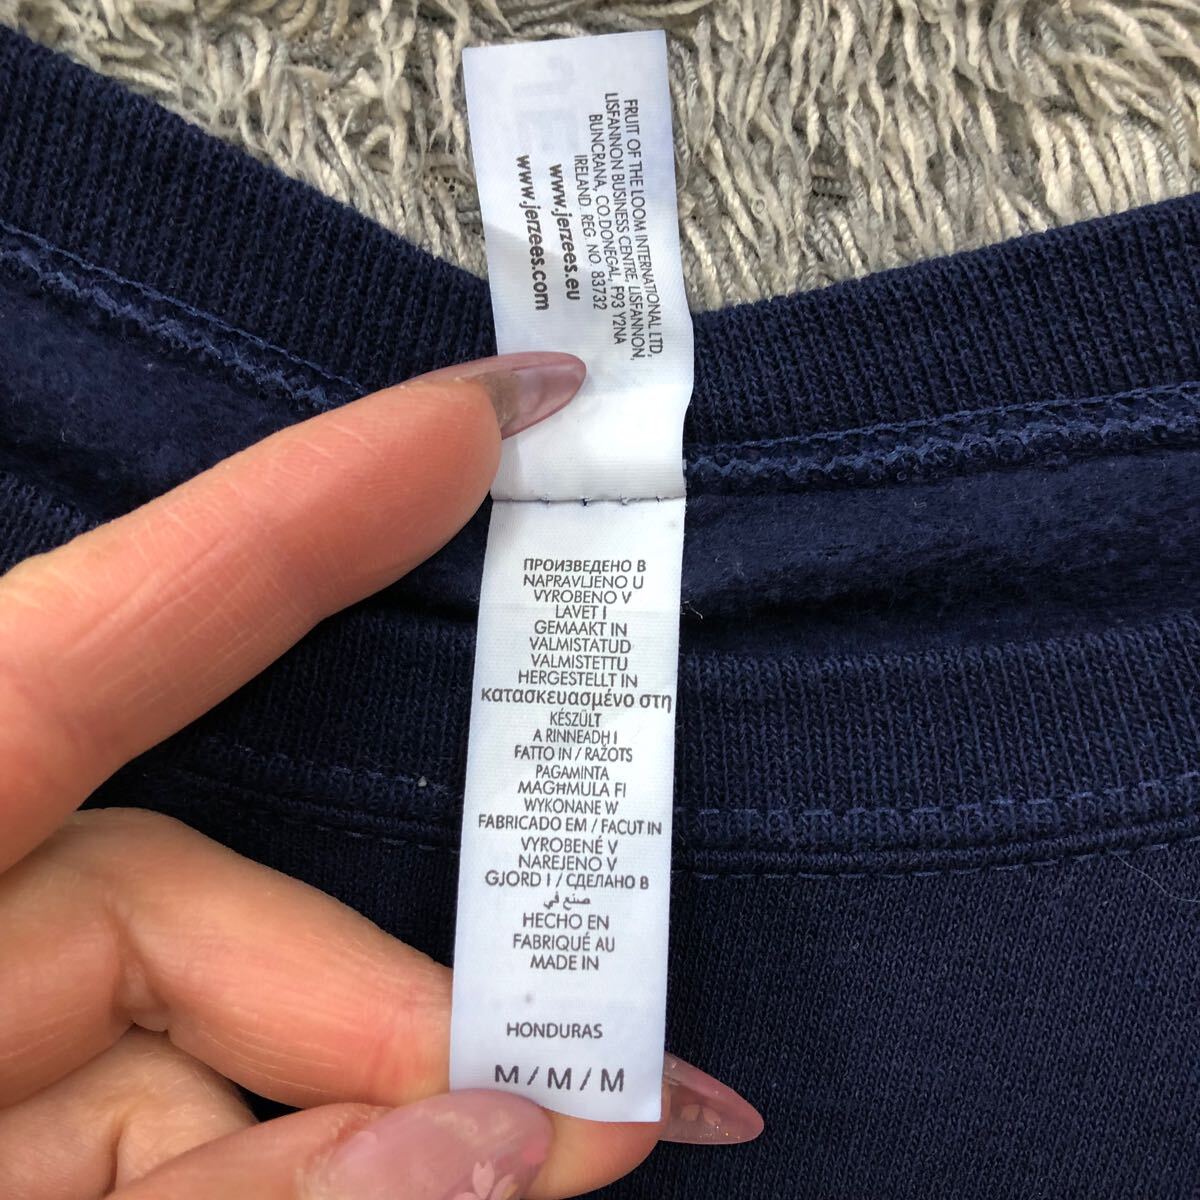 FRUIT OF THE LOOM INTERNATIONAL LTD,
LISFANNON BUSINESS CENTRE, LISFANNON,
BUNCRANA, CO.DONEGAL, F93 Y2NA
IRELAND, REG. NO. 83732
www.jerzees.eu
www.jerzees.com
ПРОИЗВЕДЕНО В
NAPRAVLJENO U
VYROBENO V
LAVET I
GEMAAKT IN
VALMISTATUD
VALMISTETTU
HERGESTELLT IN
κατασκευασμένο στη
KÉSZÜLT
A RINNEADH I
FATTO IN / RAŽOTS
PAGAMINTA
MAGĦMULA FI
WYKONANE W
FABRICADO EM / FACUT IN
VYROBENÉ V
NAREJENO V
GJORD I / СДЕЛАНО В
صنع في
HECHO EN
FABRIQUÉ AU
MADE IN
HONDURAS
M / M / M